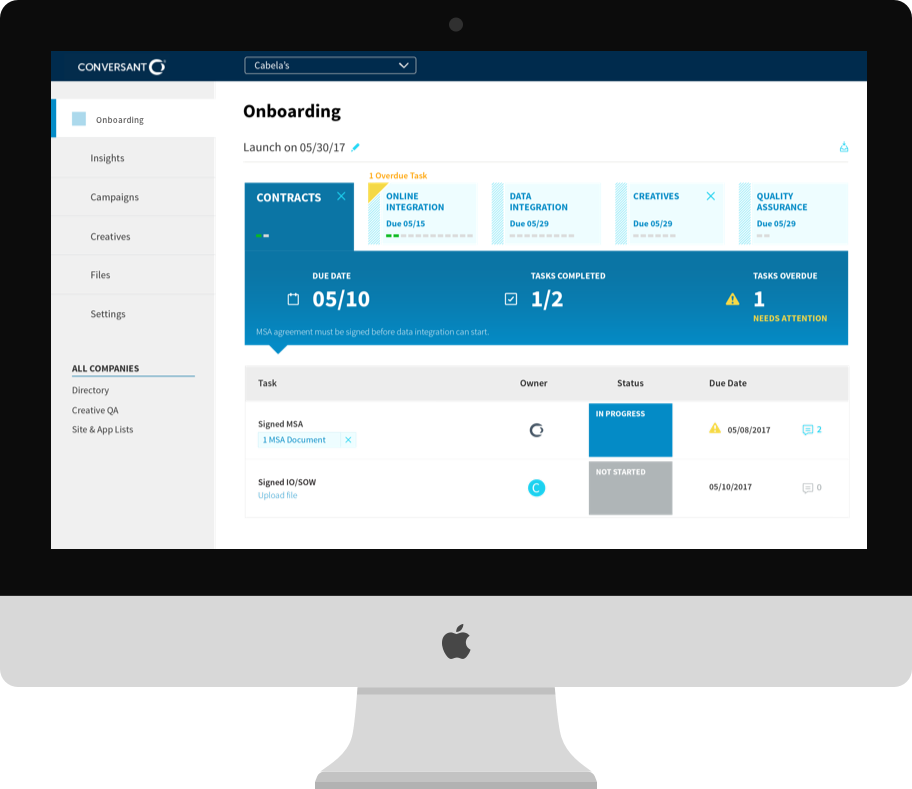 CONVERSANT
Cabela's
Onboarding
Insights
Campaigns
Creatives
Files
Settings
ALL COMPANIES
Directory
Creative QA
Site & App Lists
Onboarding
Launch on 05/30/17
1 Overdue Task
CONTRACTS
ONLINE
INTEGRATION
Due 05/15
DATA
INTEGRATION
Due 05/29
CREATIVES
Due 05/29
QUALITY
ASSURANCE
Due 05/29
DUE DATE
05/10
TASKS COMPLETED
1/2
TASKS OVERDUE
1
NEEDS ATTENTION
MSA agreement must be signed before data integration can start.
Task Owner Status Due Date
Signed MSA
1 MSA Document
IN PROGRESS
05/08/2017
2
Signed IO/SOW
Upload file
C
NOT STARTED
05/10/2017
0